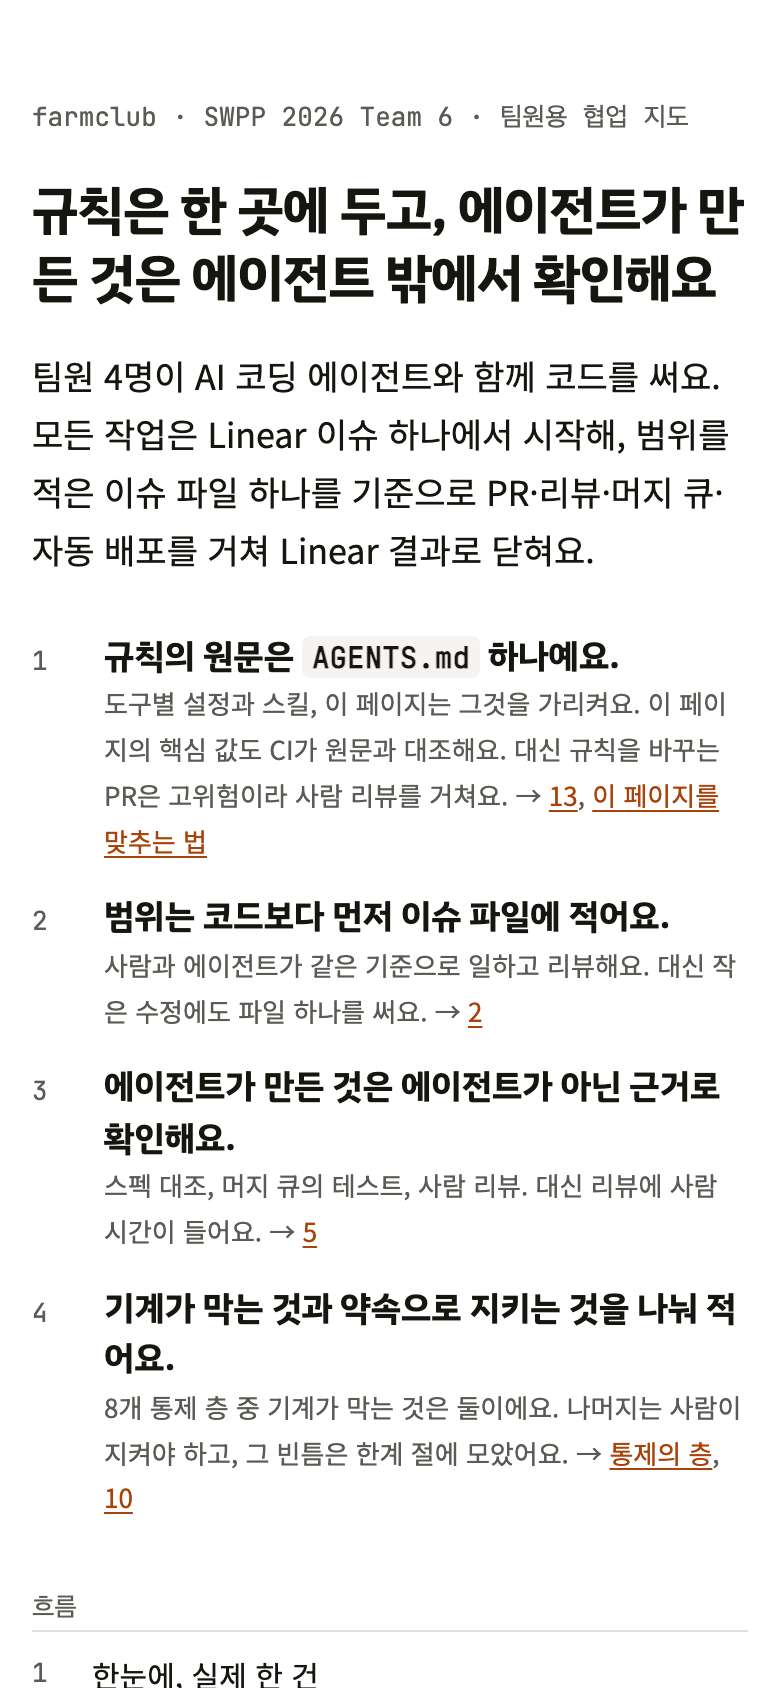 farmclub · SWPP 2026 Team 6 · 팀원용 협업 지도
규칙은 한 곳에 두고, 에이전트가 만
든 것은 에이전트 밖에서 확인해요
팀원 4명이 AI 코딩 에이전트와 함께 코드를 써요.
모든 작업은 Linear 이슈 하나에서 시작해, 범위를
적은 이슈 파일 하나를 기준으로 PR·리뷰·머지 큐·
자동 배포를 거쳐 Linear 결과로 닫혀요.
1 규칙의 원문은 AGENTS.md 하나예요.
도구별 설정과 스킬, 이 페이지는 그것을 가리켜요. 이 페이
지의 핵심 값도 CI가 원문과 대조해요. 대신 규칙을 바꾸는
PR은 고위험이라 사람 리뷰를 거쳐요. → 13, 이 페이지를
맞추는 법
2 범위는 코드보다 먼저 이슈 파일에 적어요.
사람과 에이전트가 같은 기준으로 일하고 리뷰해요. 대신 작
은 수정에도 파일 하나를 써요. → 2
3 에이전트가 만든 것은 에이전트가 아닌 근거로
확인해요.
스펙 대조, 머지 큐의 테스트, 사람 리뷰. 대신 리뷰에 사람
시간이 들어요. → 5
4 기계가 막는 것과 약속으로 지키는 것을 나눠 적
어요.
8개 통제 층 중 기계가 막는 것은 둘이에요. 나머지는 사람이
지켜야 하고, 그 빈틈은 한계 절에 모았어요. → 통제의 층,
10
흐름
1 한눈에, 실제 한 건